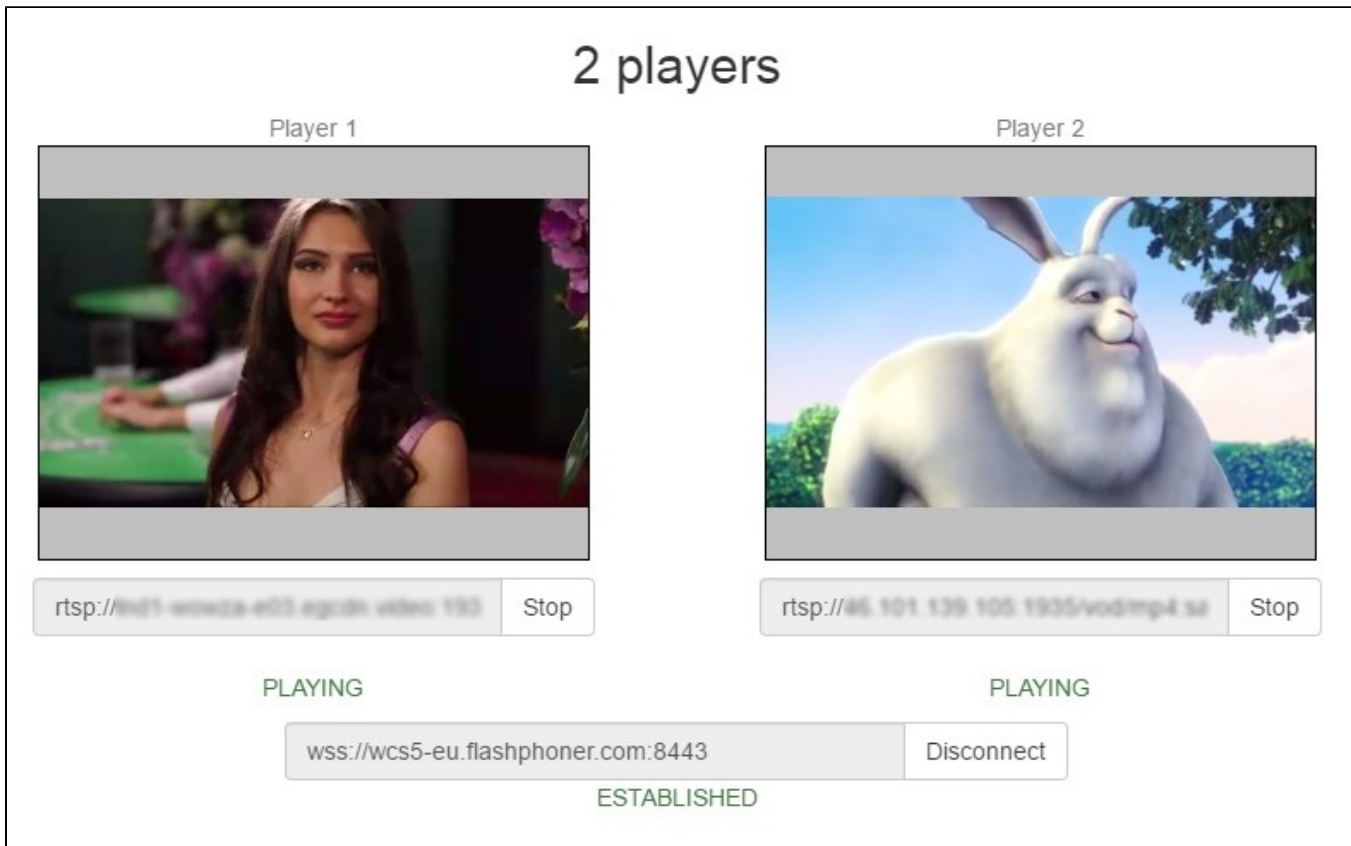 2 players
Player 1
Player 2
rtsp://
Stop
rtsp://
Stop
PLAYING
PLAYING
wss://wcs5-eu.flashphoner.com:8443
Disconnect
ESTABLISHED